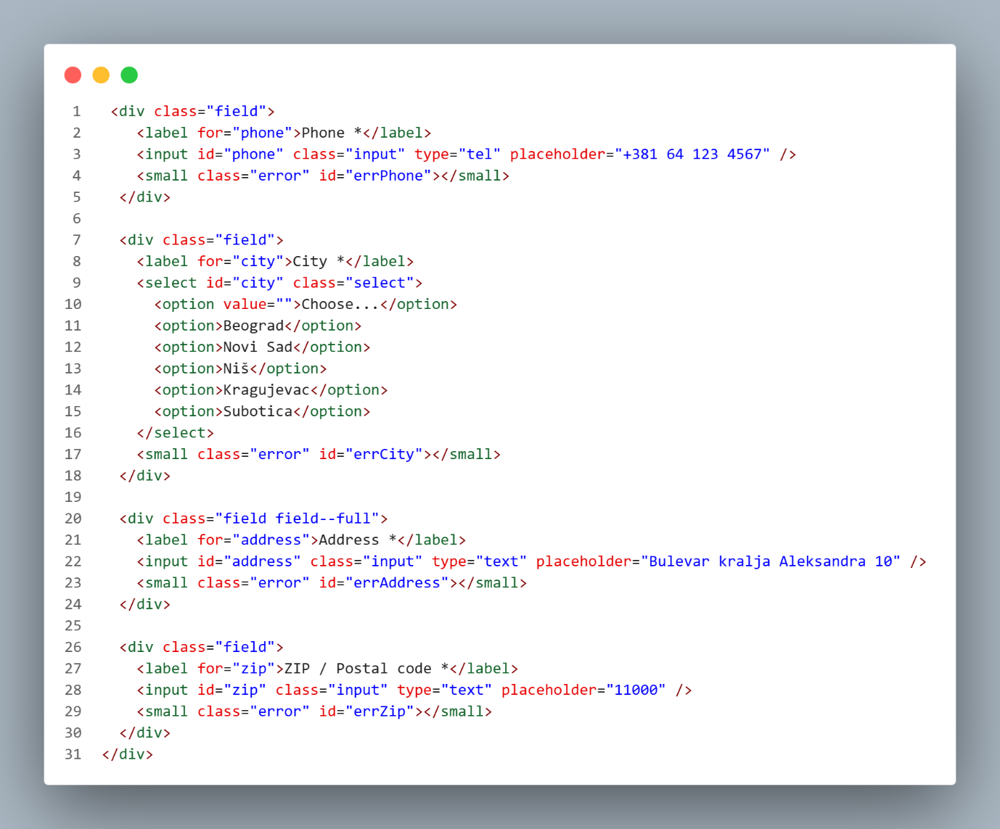 1 <div class="field">
2 <label for="phone">Phone *</label>
3 <input id="phone" class="input" type="tel" placeholder="+381 64 123 4567" />
4 <small class="error" id="errPhone"></small>
5 </div>
6
7 <div class="field">
8 <label for="city">City *</label>
9 <select id="city" class="select">
10 <option value="">Choose...</option>
11 <option>Beograd</option>
12 <option>Novi Sad</option>
13 <option>Niš</option>
14 <option>Kragujevac</option>
15 <option>Subotica</option>
16 </select>
17 <small class="error" id="errCity"></small>
18 </div>
19
20 <div class="field field--full">
21 <label for="address">Address *</label>
22 <input id="address" class="input" type="text" placeholder="Bulevar kralja Aleksandra 10" />
23 <small class="error" id="errAddress"></small>
24 </div>
25
26 <div class="field">
27 <label for="zip">ZIP / Postal code *</label>
28 <input id="zip" class="input" type="text" placeholder="11000" />
29 <small class="error" id="errZip"></small>
30 </div>
31 </div>